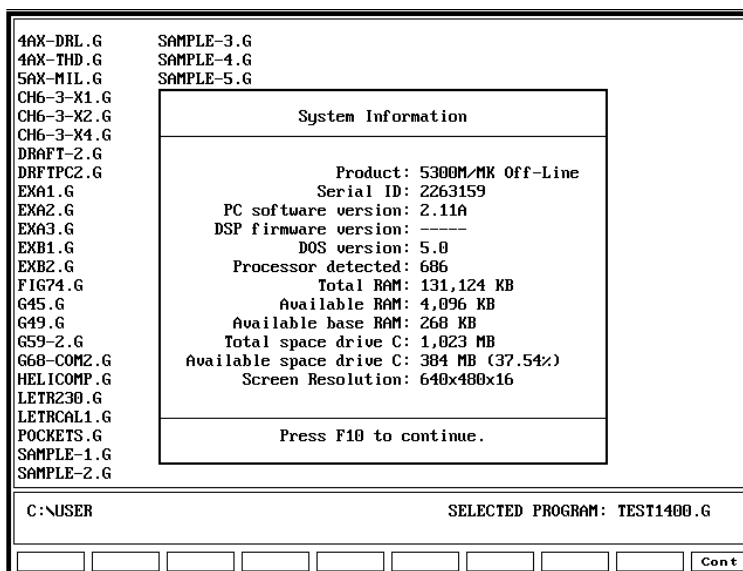 4AX-DRL.G SAMPLE-3.G
4AX-THD.G SAMPLE-4.G
5AX-MIL.G SAMPLE-5.G
CH6-3-X1.G
CH6-3-X2.G
CH6-3-X4.G
DRAFT-2.G
DRFTPC2.G
EXA1.G
EXA2.G
EXA3.G
EXB1.G
EXB2.G
FIG74.G
G45.G
G49.G
G59-2.G
G68-COM2.G
HELICOMP.G
LETR230.G
LETRCAL1.G
POCKETS.G
SAMPLE-1.G
SAMPLE-2.G
System Information
Product: 5300M/MK Off-Line
Serial ID: 2263159
PC software version: 2.11A
DSP firmware version: -----
DOS version: 5.0
Processor detected: 686
Total RAM: 131,124 KB
Available RAM: 4,096 KB
Available base RAM: 268 KB
Total space drive C: 1,023 MB
Available space drive C: 384 MB (37.54%)
Screen Resolution: 640x480x16
Press F10 to continue.
C:\USER SELECTED PROGRAM: TEST1400.G
Cont